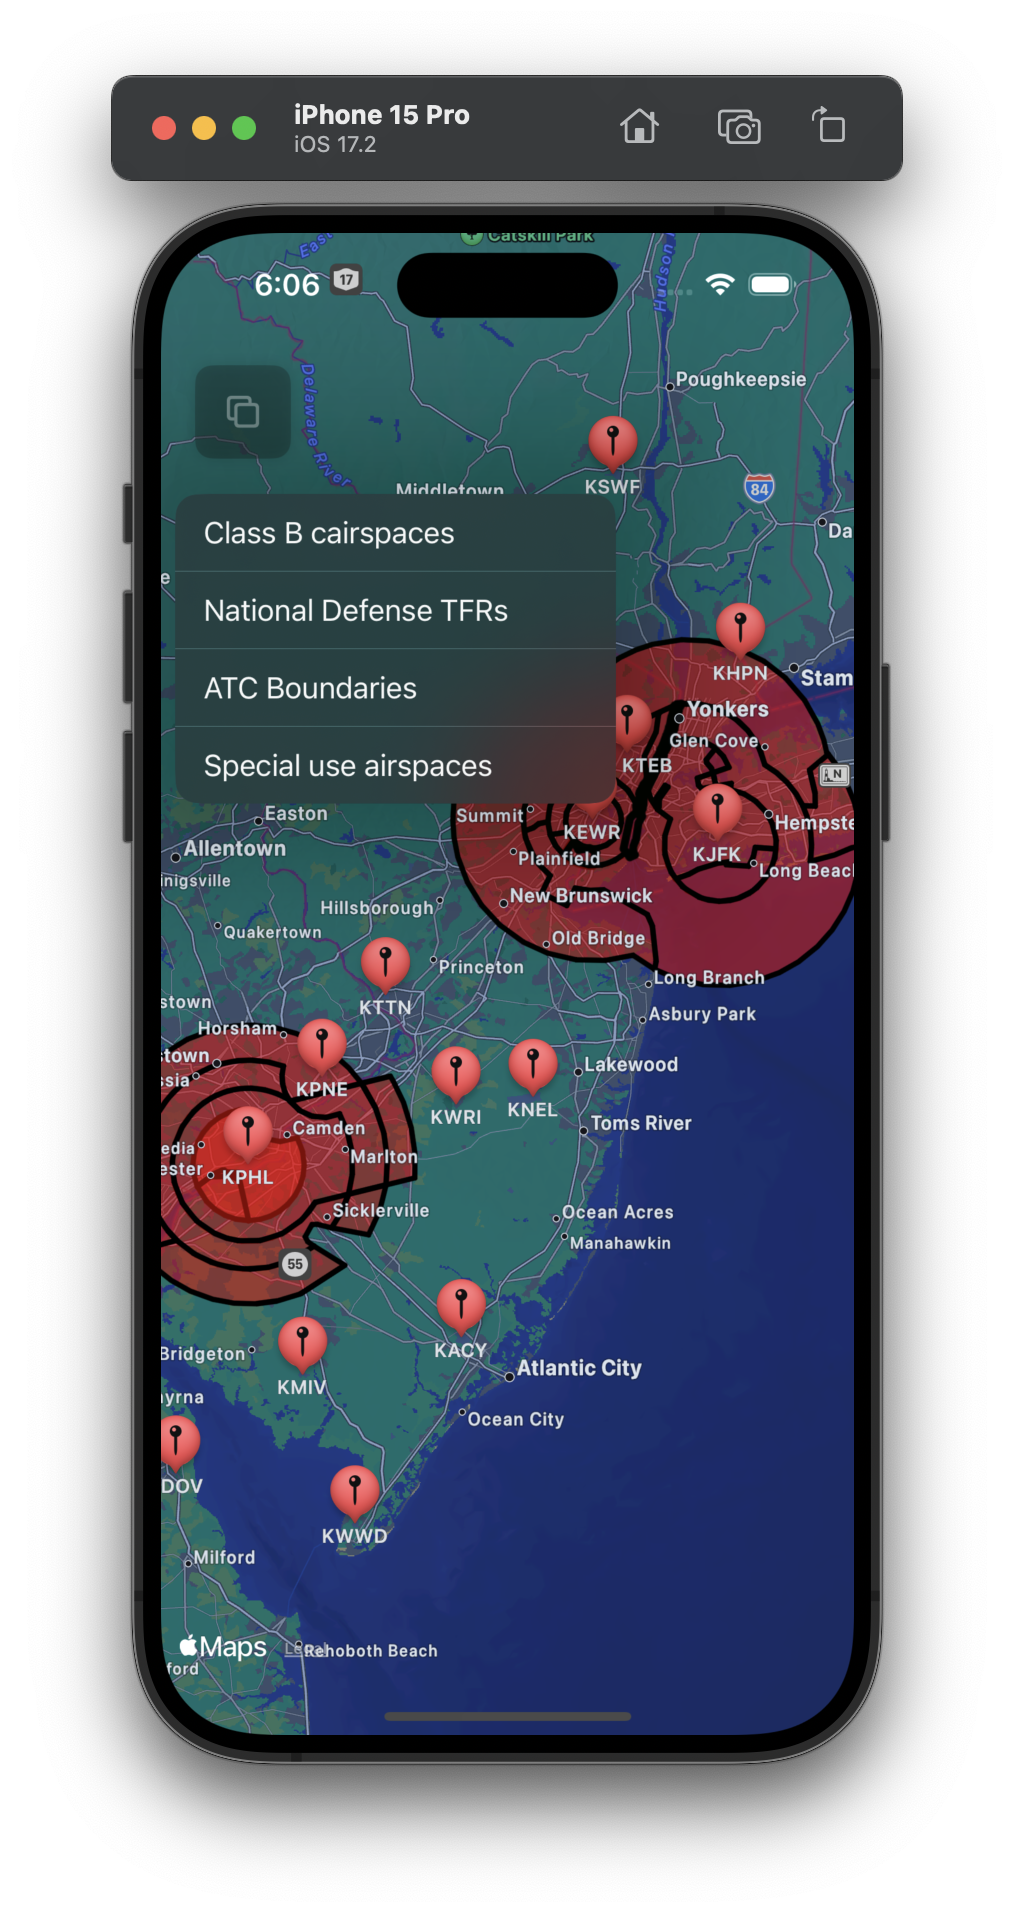 iPhone 15 Pro
iOS 17.2
Catskill Park
East
6:06
17
Hudson
Delaware River
Poughkeepsie
KSWF
84
Middletown
Da
Class B cairspaces
e
National Defense TFRs
KHPN
Stam
ATC Boundaries
Yonkers
Glen Cove
Special use airspaces
KTEB
N
Easton
Summit
KEWR
Hempste
Allentown
KJFK
Plainfield
Long Beac
inigsville
New Brunswick
Hillsborough
Quakertown
Old Bridge
Princeton
Long Branch
stown
KTTN
Asbury Park
Horsham
stown
Lakewood
ssia
KPNE
KWRI
KNEL
Camden
Toms River
edia
Marlton
ester
KPHL
Sicklerville
Ocean Acres
Manahawkin
55
KACY
Bridgeton
Atlantic City
KMIV
yrna
Ocean City
DOV
KWWD
Milford
Maps
Legal
Rehoboth Beach
ford